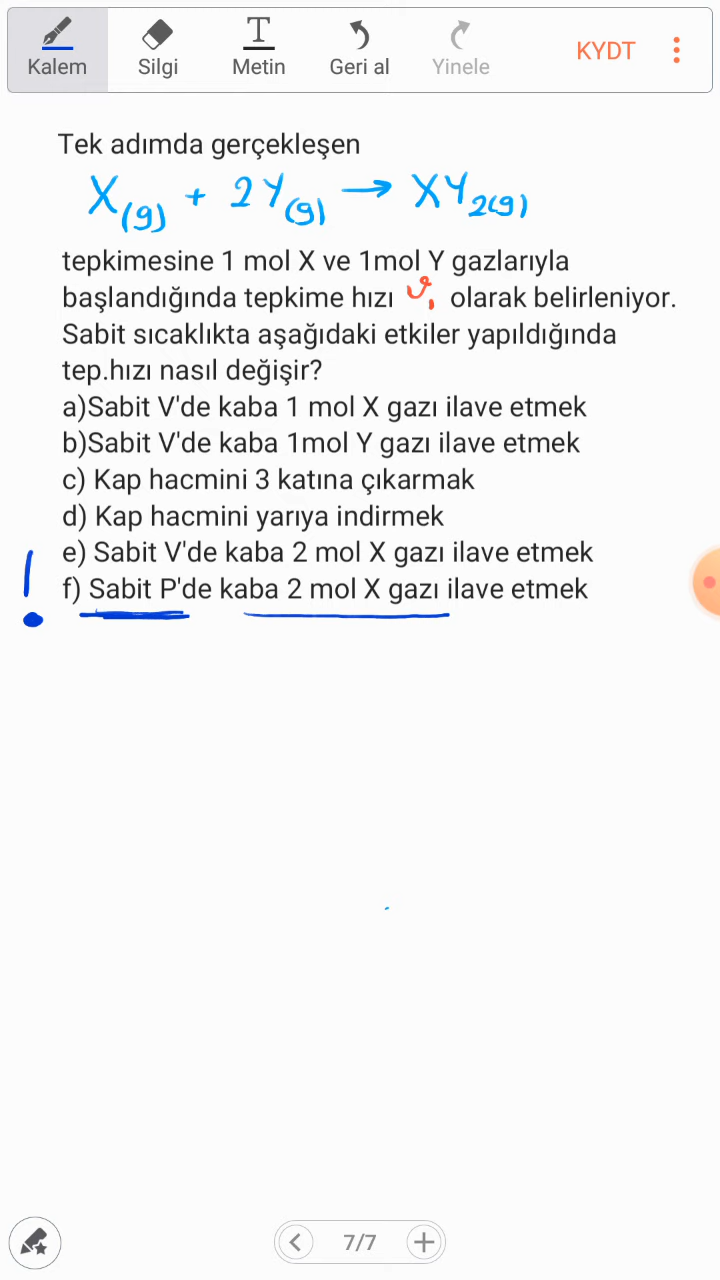 Kalem Silgi Metin Geri al Yinele KYDT
Tek adımda gerçekleşen
X(g) + 2Y(g) → XY2(g)
tepkimesine 1 mol X ve 1mol Y gazlarıyla
başlandığında tepkime hızı ϑ1 olarak belirleniyor.
Sabit sıcaklıkta aşağıdaki etkiler yapıldığında
tep.hızı nasıl değişir?
a)Sabit V'de kaba 1 mol X gazı ilave etmek
b)Sabit V'de kaba 1mol Y gazı ilave etmek
c) Kap hacmini 3 katına çıkarmak
d) Kap hacmini yarıya indirmek
e) Sabit V'de kaba 2 mol X gazı ilave etmek
! f) Sabit P'de kaba 2 mol X gazı ilave etmek
7/7